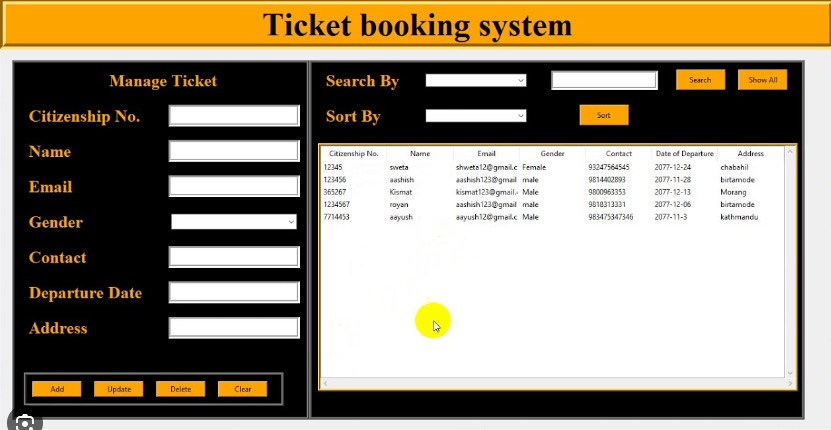 Ticket booking system
Manage Ticket
Citizenship No.
Name
Email
Gender
Contact
Departure Date
Address
Add Update Delete Clear
Search By Search Show All
Sort By Sort
Citizenship No. Name Email Gender Contact Date of Departure Address
12345 sweta shweta12@gmail.c Female 93247564545 2077-12-24 chabahil
123456 aashish aashish123@gmail male 9814402893 2077-11-28 birtamode
365267 Kismat kismat123@gmail. Male 9800963353 2077-12-13 Morang
1234567 royan aashish123@gmail male 9818313331 2077-12-06 birtamode
7714453 aayush aayush12@gmail.c Male 983475347346 2077-11-3 kathmandu